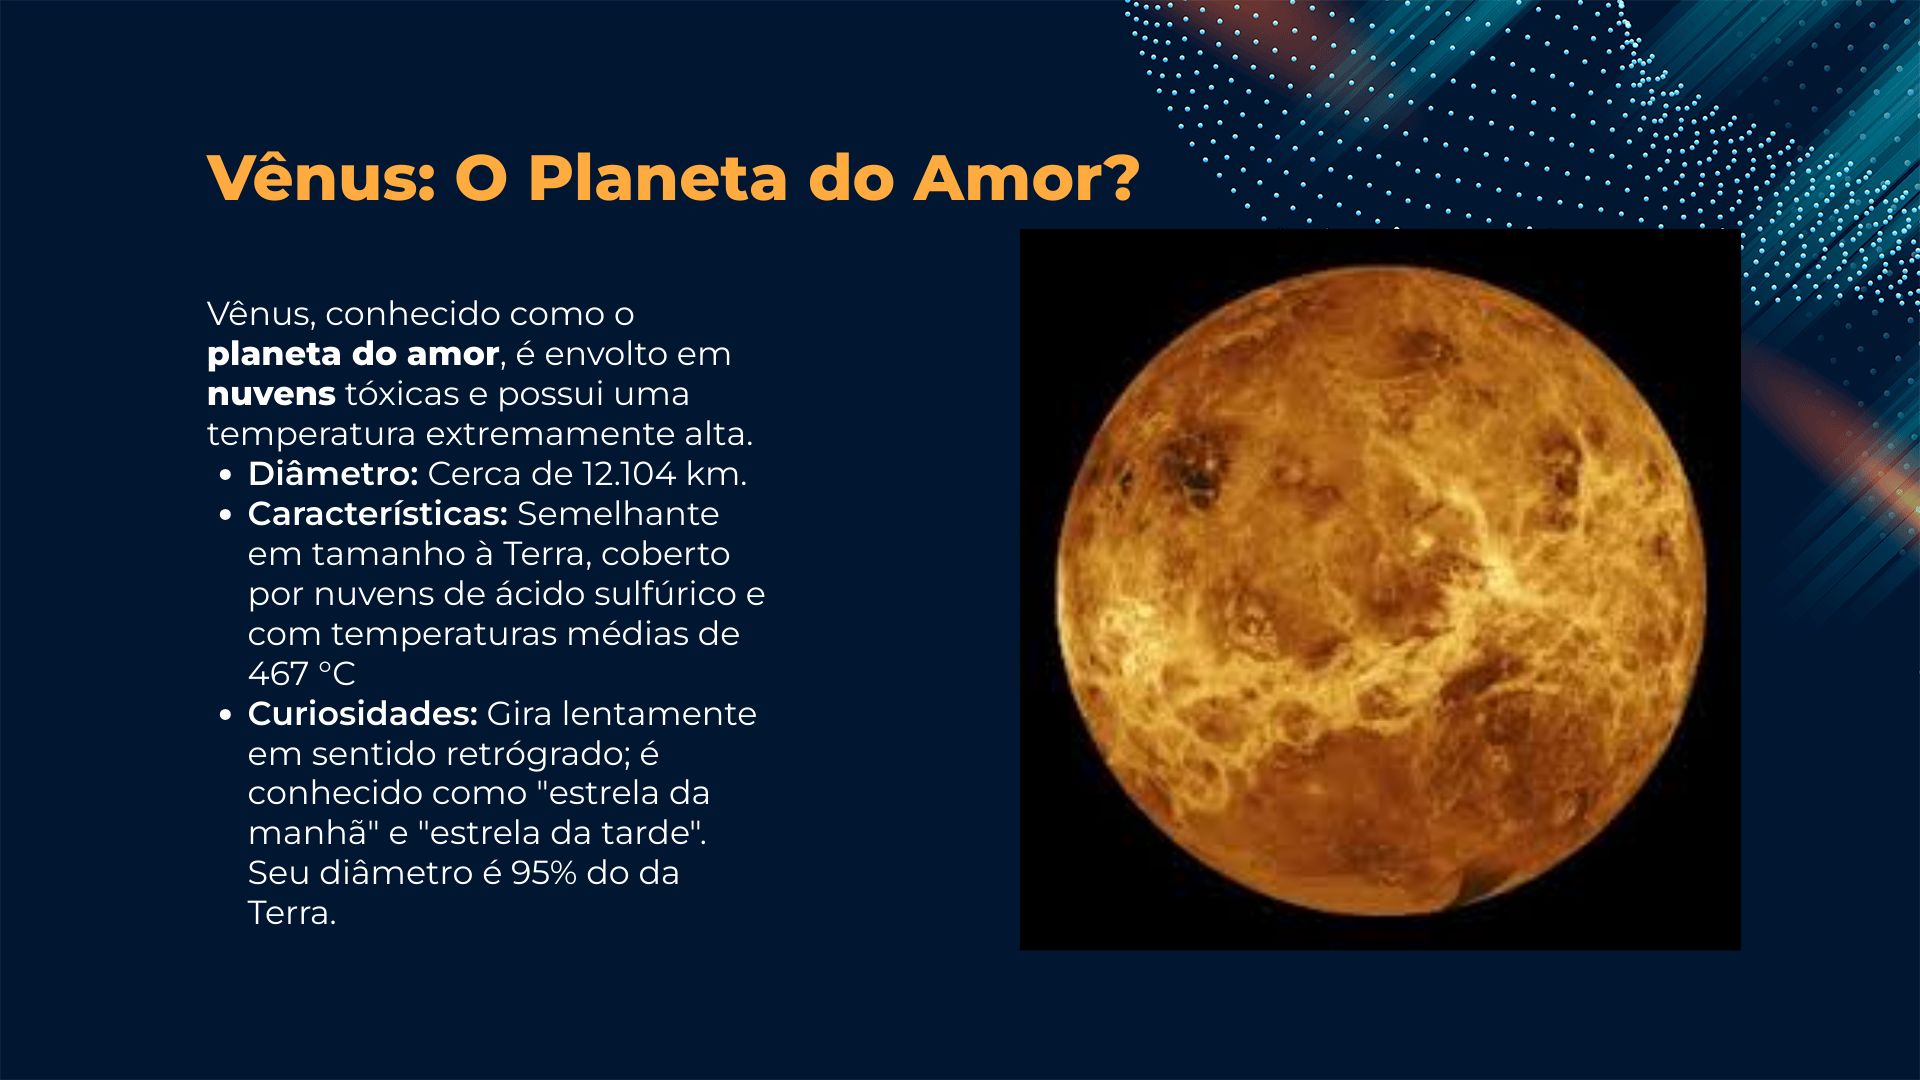 Vênus: O Planeta do Amor?
Vênus, conhecido como o
planeta do amor, é envolto em
nuvens tóxicas e possui uma
temperatura extremamente alta.
• Diâmetro: Cerca de 12.104 km.
• Características: Semelhante
em tamanho à Terra, coberto
por nuvens de ácido sulfúrico e
com temperaturas médias de
467 °C
• Curiosidades: Gira lentamente
em sentido retrógrado; é
conhecido como "estrela da
manhã" e "estrela da tarde".
Seu diâmetro é 95% do da
Terra.